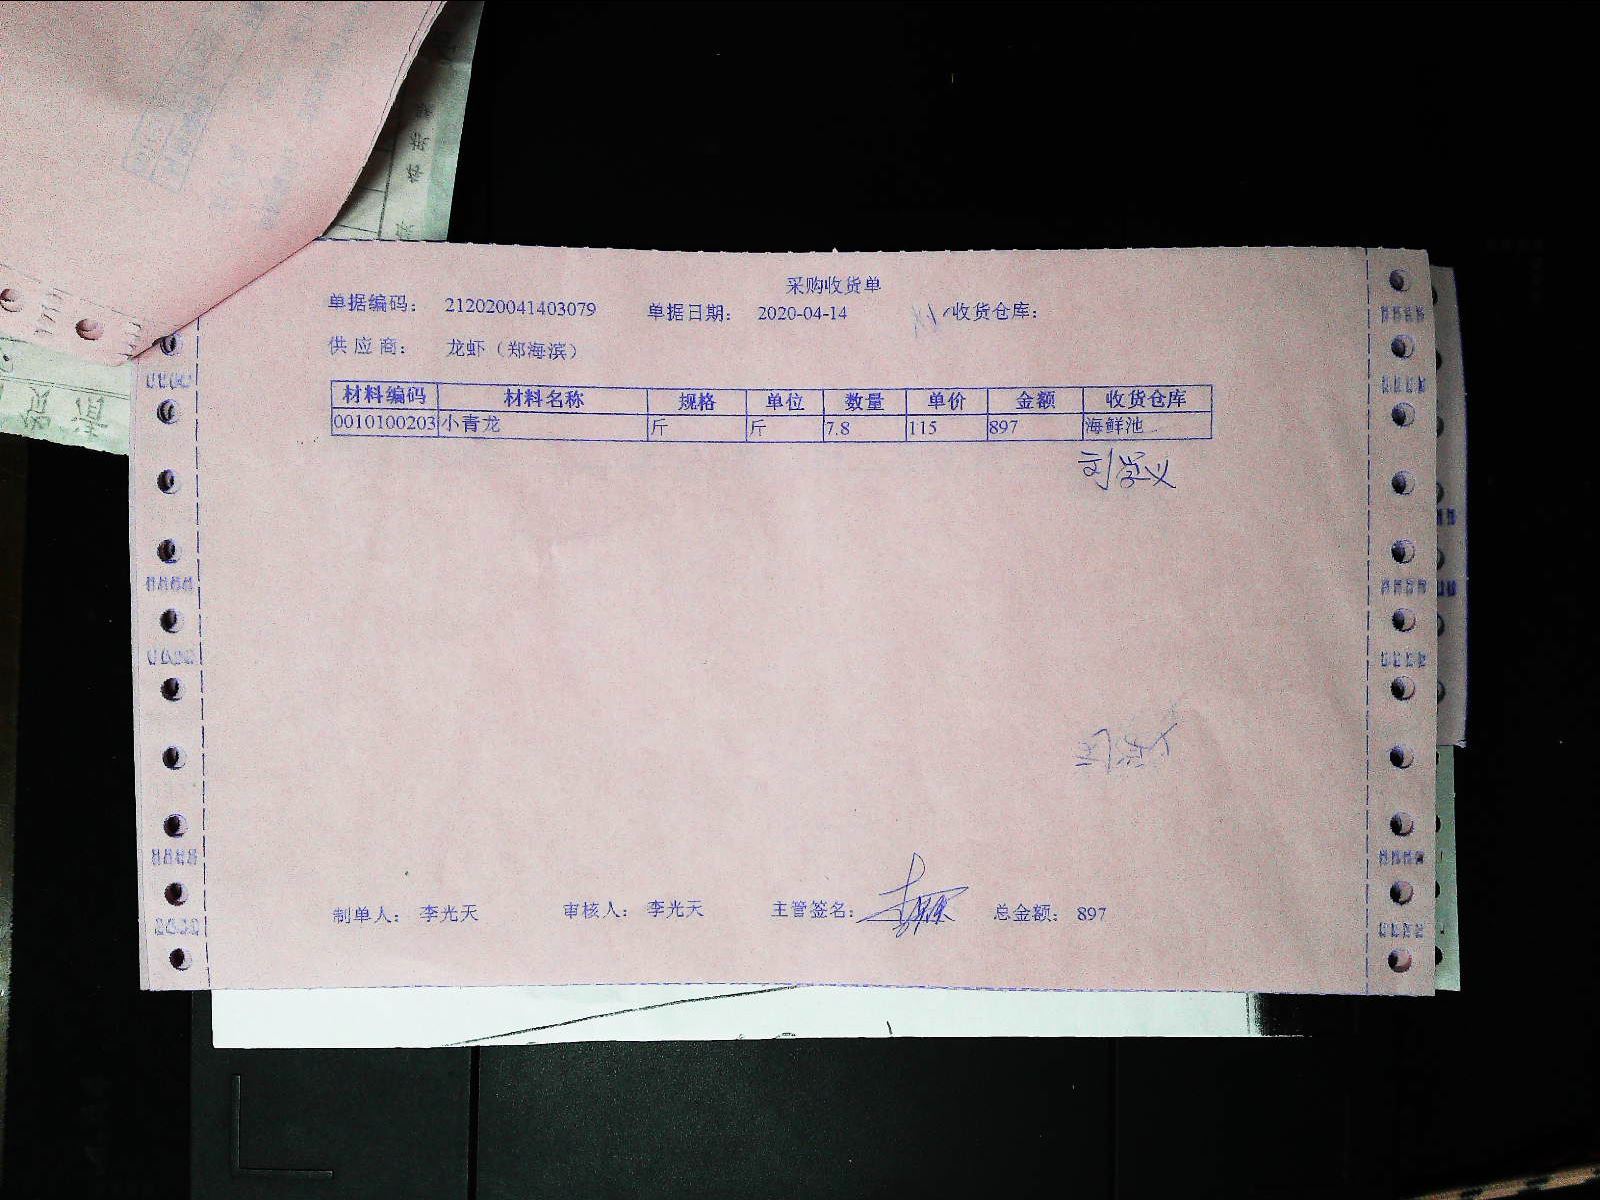 采购收货单
单据编码： 212020041403079 单据日期： 2020-04-14 收货仓库：
供应商： 龙虾（郑海滨）
材料编码 材料名称 规格 单位 数量 单价 金额 收货仓库
0010100203 小青龙 斤 斤 7.8 115 897 海鲜池
刘学义
制单人： 李光天 审核人： 李光天 主管签名： 总金额： 897